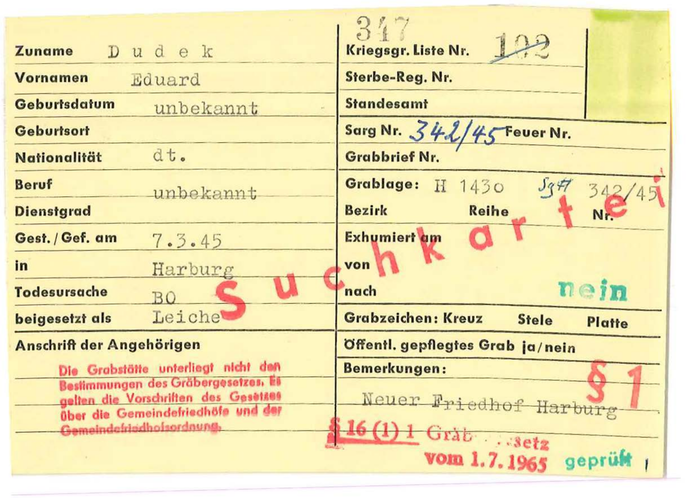 347
Zuname Dudek
Kriegsgr. Liste Nr. 102
Vornamen Eduard
Sterbe-Reg. Nr.
Geburtsdatum unbekannt
Standesamt
Geburtsort
Sarg Nr. 342/45 Feuer Nr.
Nationalität dt.
Grabbrief Nr.
Beruf unbekannt
Grablage: H 1430 342/45
Dienstgrad
Bezirk Reihe Nr.
Gest./Gef. am 7.3.45
Exhumiert am
in Harburg
von
Todesursache BO
nach nein
beigesetzt als Leiche
Grabzeichen: Kreuz Stele Platte
Suchkartei
Anschrift der Angehörigen
Öffentl. gepflegtes Grab ja/nein
Die Grabstätte unterliegt nicht den
Bestimmungen des Gräbergesetzes. Es
gelten die Vorschriften des Gesetzes
über die Gemeindefriedhöfe und der
Gemeindefriedhofsordnung.
Bemerkungen:
§ 1
Neuer Friedhof Harburg
§ 16 (1) 1 Gräb setz
vom 1.7.1965 geprüft